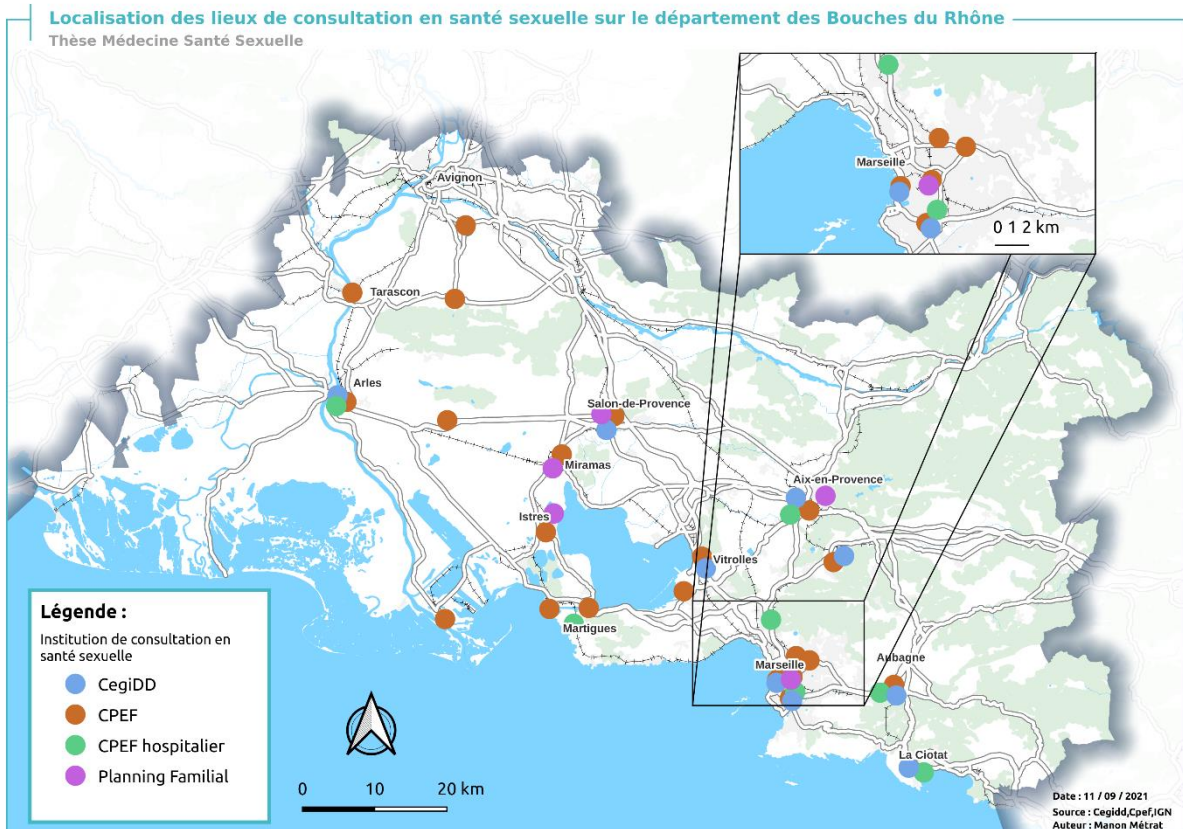 Localisation des lieux de consultation en santé sexuelle sur le département des Bouches du Rhône
Thèse Médecine Santé Sexuelle
Marseille
0 1 2 km
Avignon
Tarascon
Arles
Salon-de-Provence
Miramas
Aix-en-Provence
Istres
Vitrolles
Martigues
Marseille
Aubagne
La Ciotat
Légende :
Institution de consultation en
santé sexuelle
CegiDD
CPEF
CPEF hospitalier
Planning Familial
0 10 20 km
Date : 11 / 09 / 2021
Source : Cegidd,Cpef,IGN
Auteur : Manon Métrat